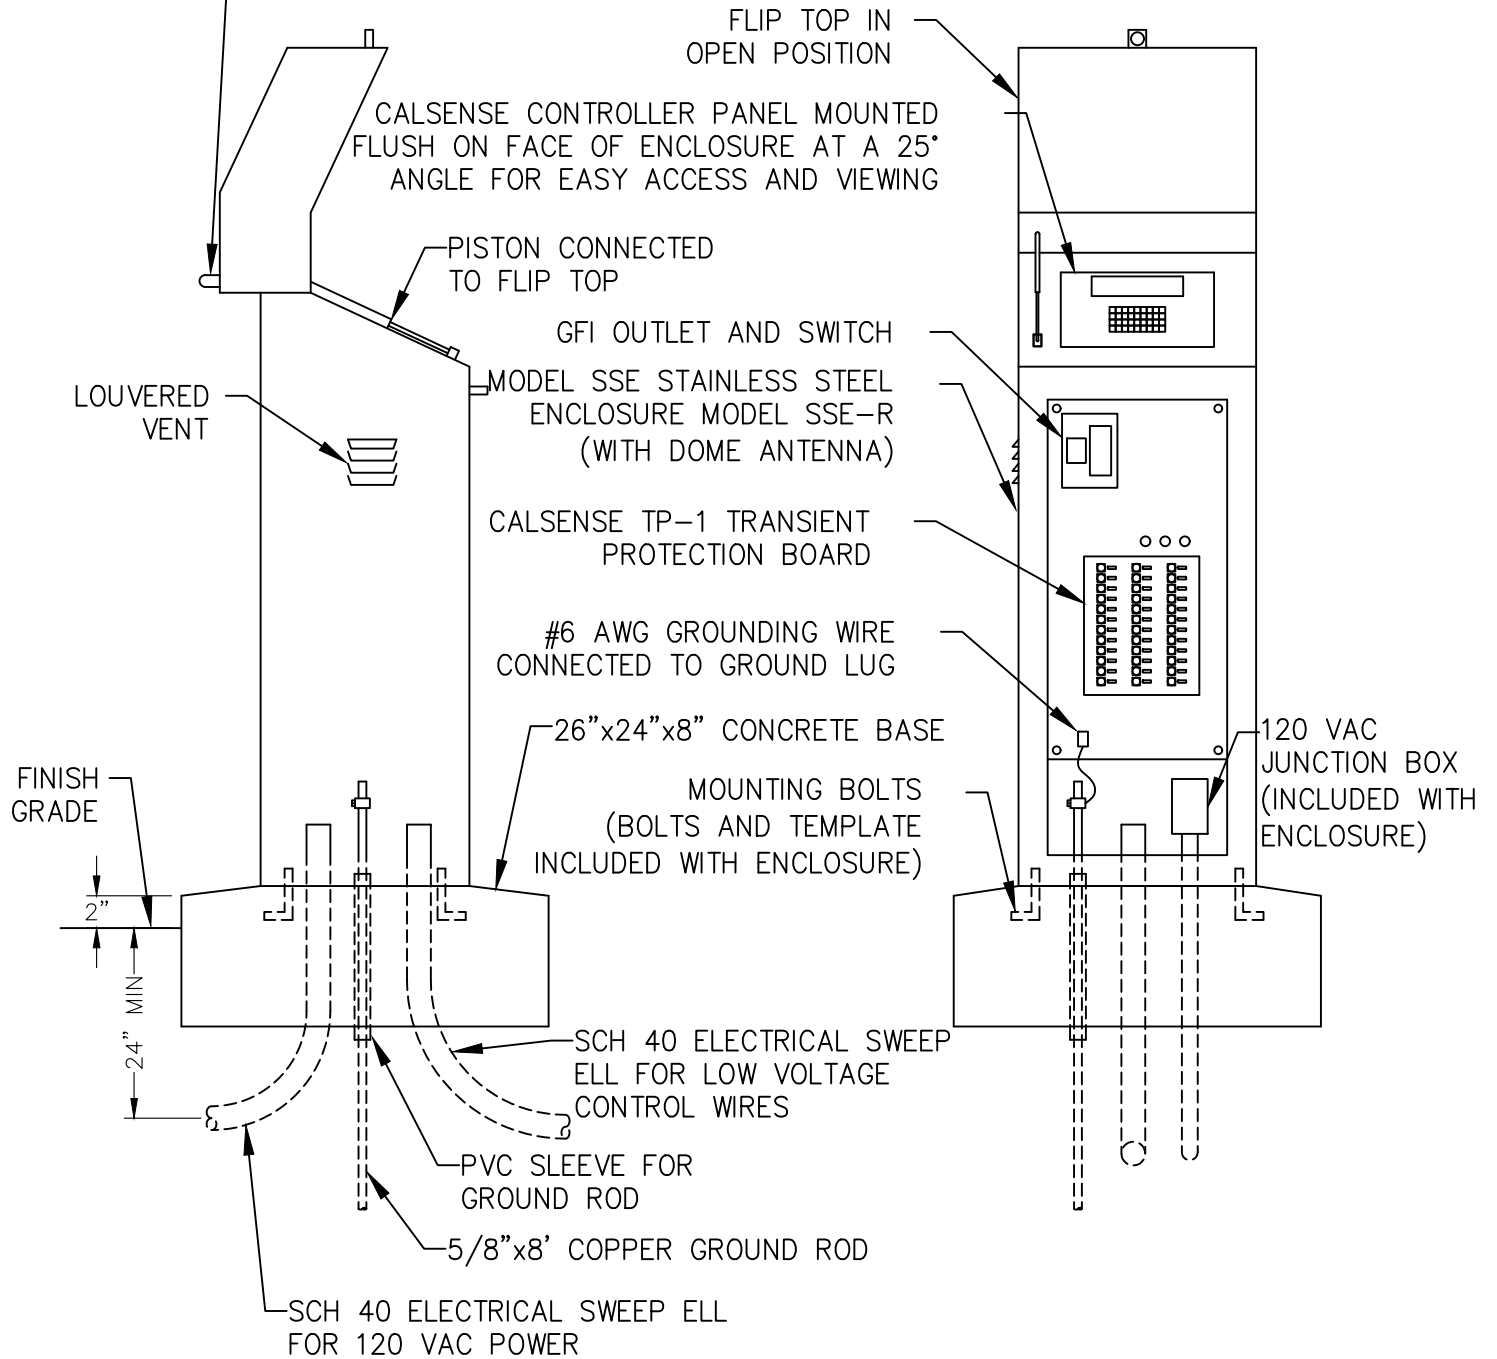 FLIP TOP IN
OPEN POSITION
CALSENSE CONTROLLER PANEL MOUNTED
FLUSH ON FACE OF ENCLOSURE AT A 25°
ANGLE FOR EASY ACCESS AND VIEWING
PISTON CONNECTED
TO FLIP TOP
GFI OUTLET AND SWITCH
LOUVERED
VENT
MODEL SSE STAINLESS STEEL
ENCLOSURE MODEL SSE-R
(WITH DOME ANTENNA)
CALSENSE TP-1 TRANSIENT
PROTECTION BOARD
#6 AWG GROUNDING WIRE
CONNECTED TO GROUND LUG
26"x24"x8" CONCRETE BASE
120 VAC
JUNCTION BOX
(INCLUDED WITH
ENCLOSURE)
FINISH
GRADE
MOUNTING BOLTS
(BOLTS AND TEMPLATE
INCLUDED WITH ENCLOSURE)
2"
24" MIN
SCH 40 ELECTRICAL SWEEP
ELL FOR LOW VOLTAGE
CONTROL WIRES
PVC SLEEVE FOR
GROUND ROD
5/8"x8' COPPER GROUND ROD
SCH 40 ELECTRICAL SWEEP ELL
FOR 120 VAC POWER